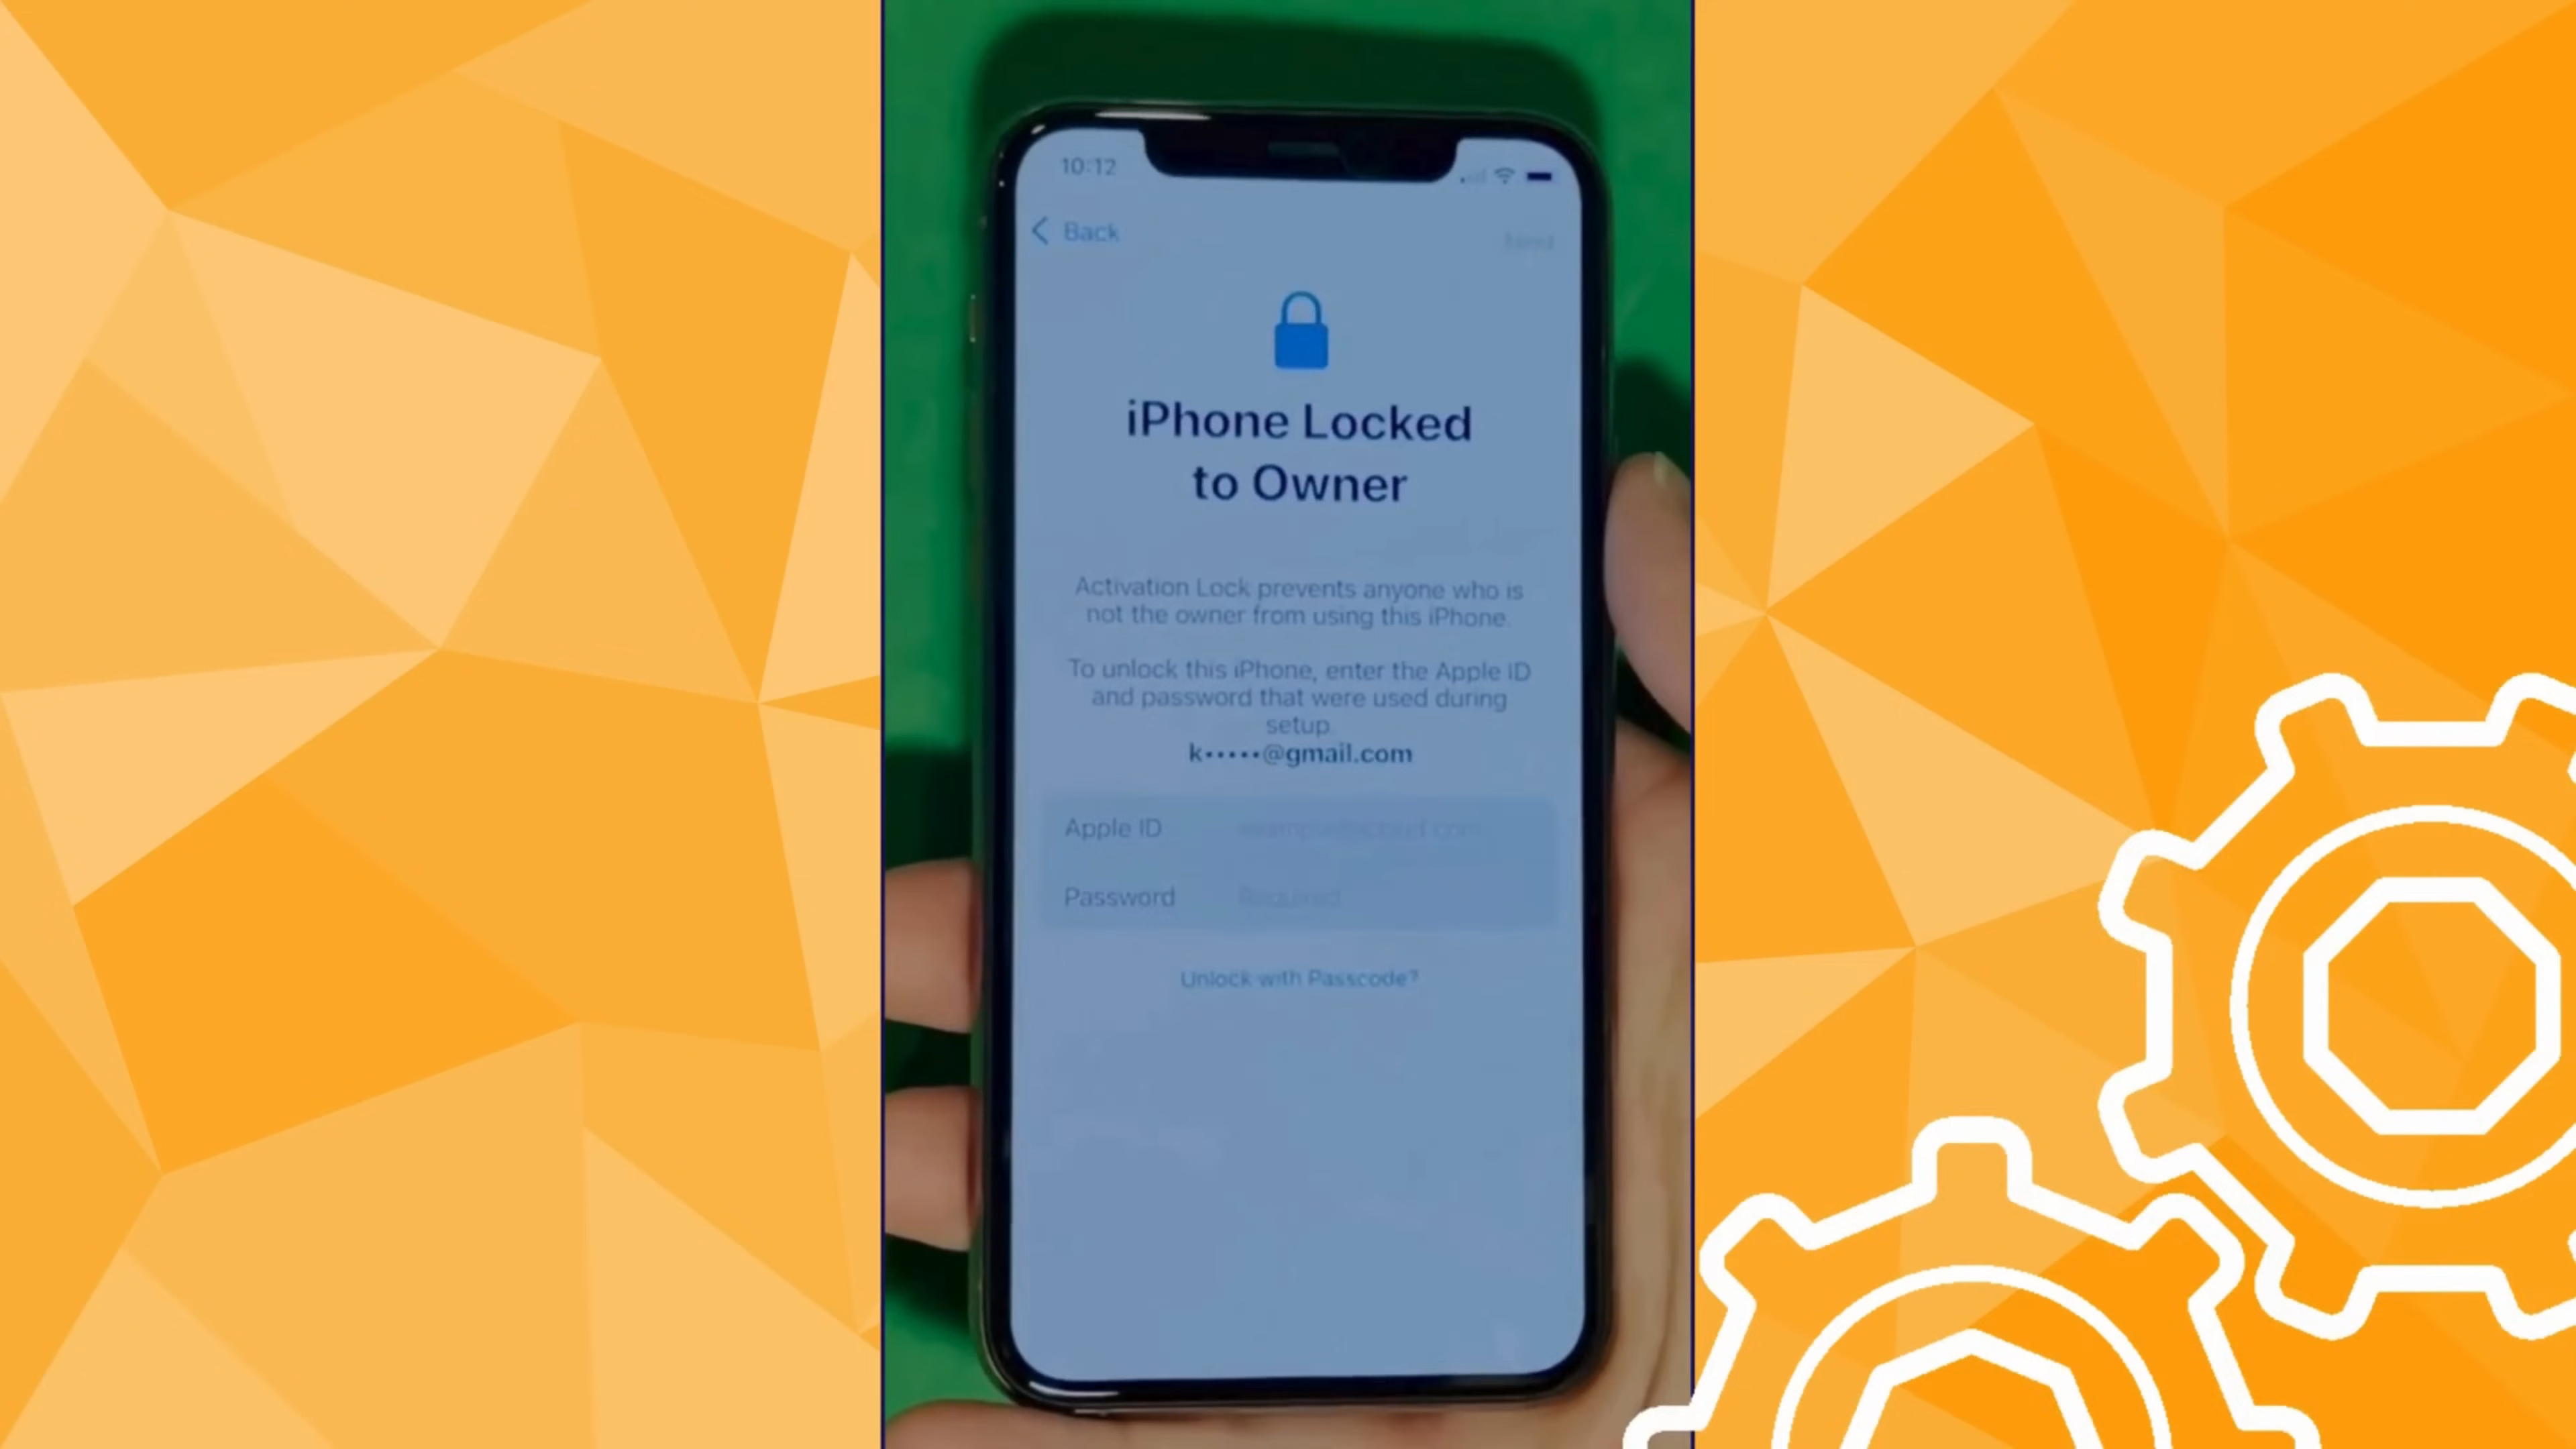 10:12
Back
iPhone Locked
to Owner
Activation Lock prevents anyone who is
not the owner from using this iPhone.
To unlock this iPhone, enter the Apple ID
and password that were used during
setup.
k•••••@gmail.com
Apple ID
Password Required
Unlock with Passcode?